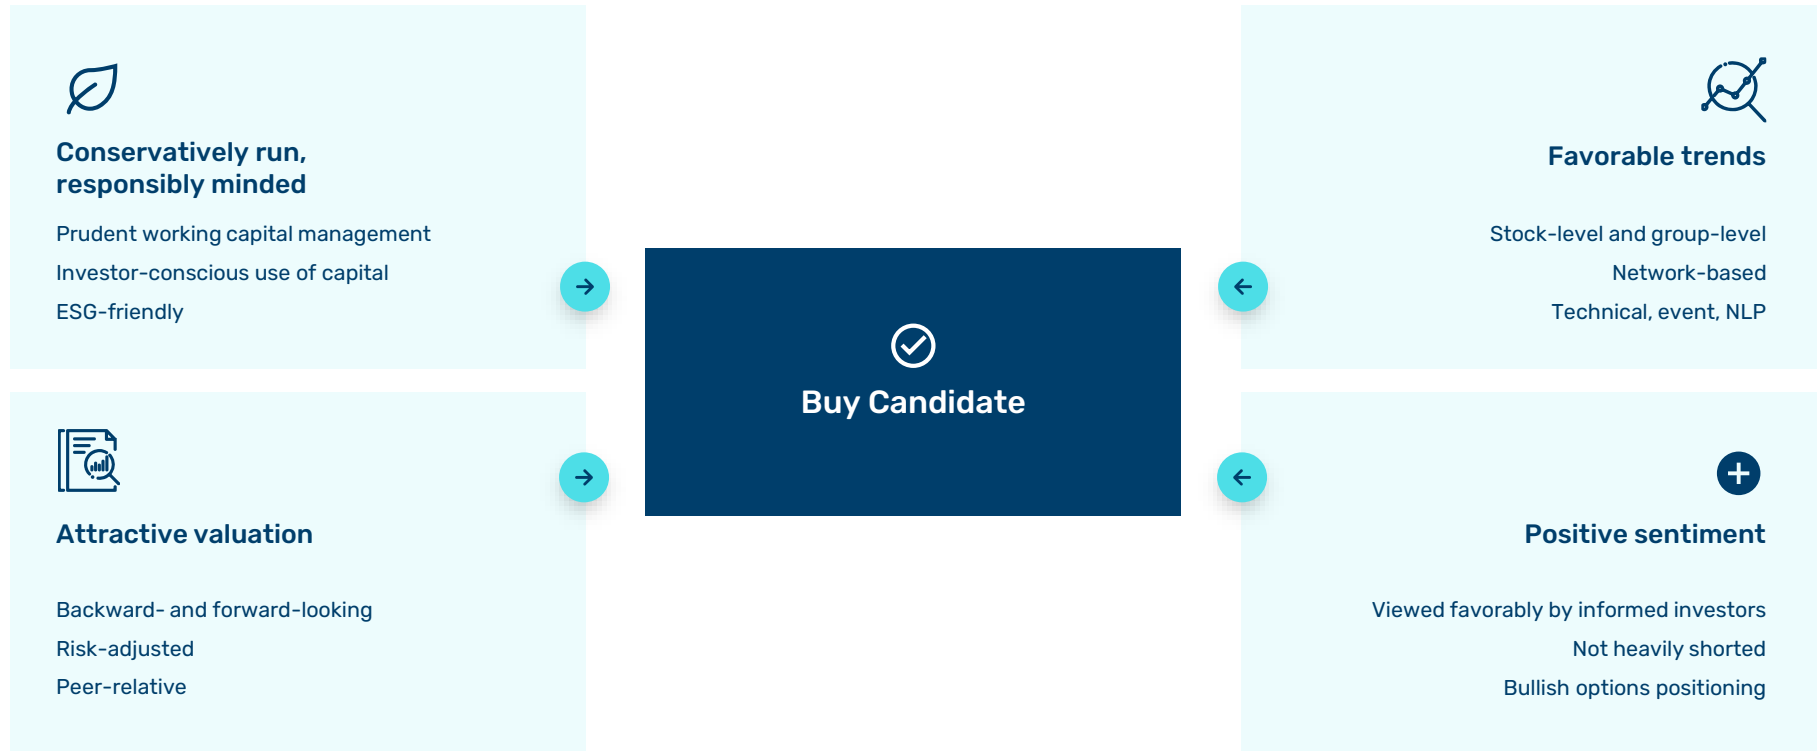 Conservatively run,
responsibly minded
Prudent working capital management
Investor-conscious use of capital
ESG-friendly
Attractive valuation
Backward- and forward-looking
Risk-adjusted
Peer-relative
Buy Candidate
Favorable trends
Stock-level and group-level
Network-based
Technical, event, NLP
Positive sentiment
Viewed favorably by informed investors
Not heavily shorted
Bullish options positioning